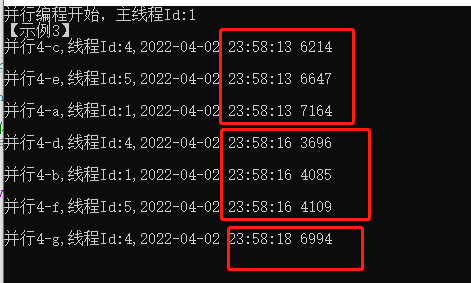 并行编程开始，主线程Id:1
【示例3】
并行4-c,线程Id:4,2022-04-02 23:58:13 6214
并行4-e,线程Id:5,2022-04-02 23:58:13 6647
并行4-a,线程Id:1,2022-04-02 23:58:13 7164
并行4-d,线程Id:4,2022-04-02 23:58:16 3696
并行4-b,线程Id:1,2022-04-02 23:58:16 4085
并行4-f,线程Id:5,2022-04-02 23:58:16 4109
并行4-g,线程Id:4,2022-04-02 23:58:18 6994